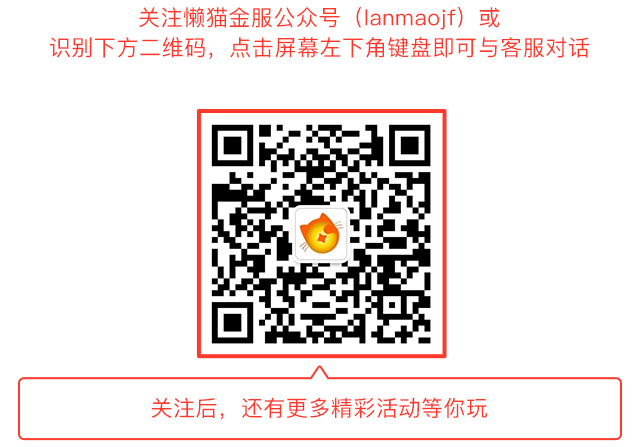 关注懒猫金服公众号（lanmaojf）或
识别下方二维码，点击屏幕左下角键盘即可与客服对话
关注后，还有更多精彩活动等你玩